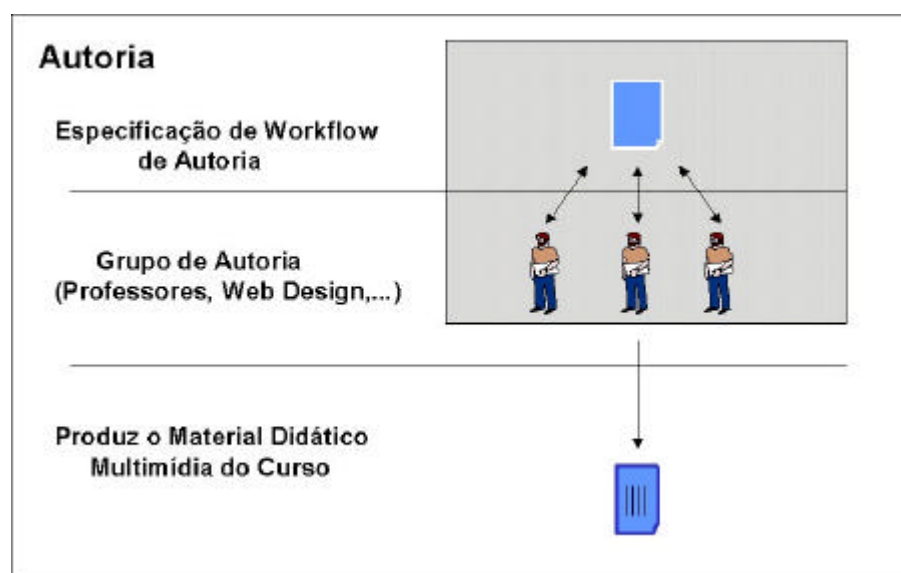 Autoria
Especificação de Workflow
de Autoria
Grupo de Autoria
(Professores, Web Design,...)
Produz o Material Didático
Multimídia do Curso